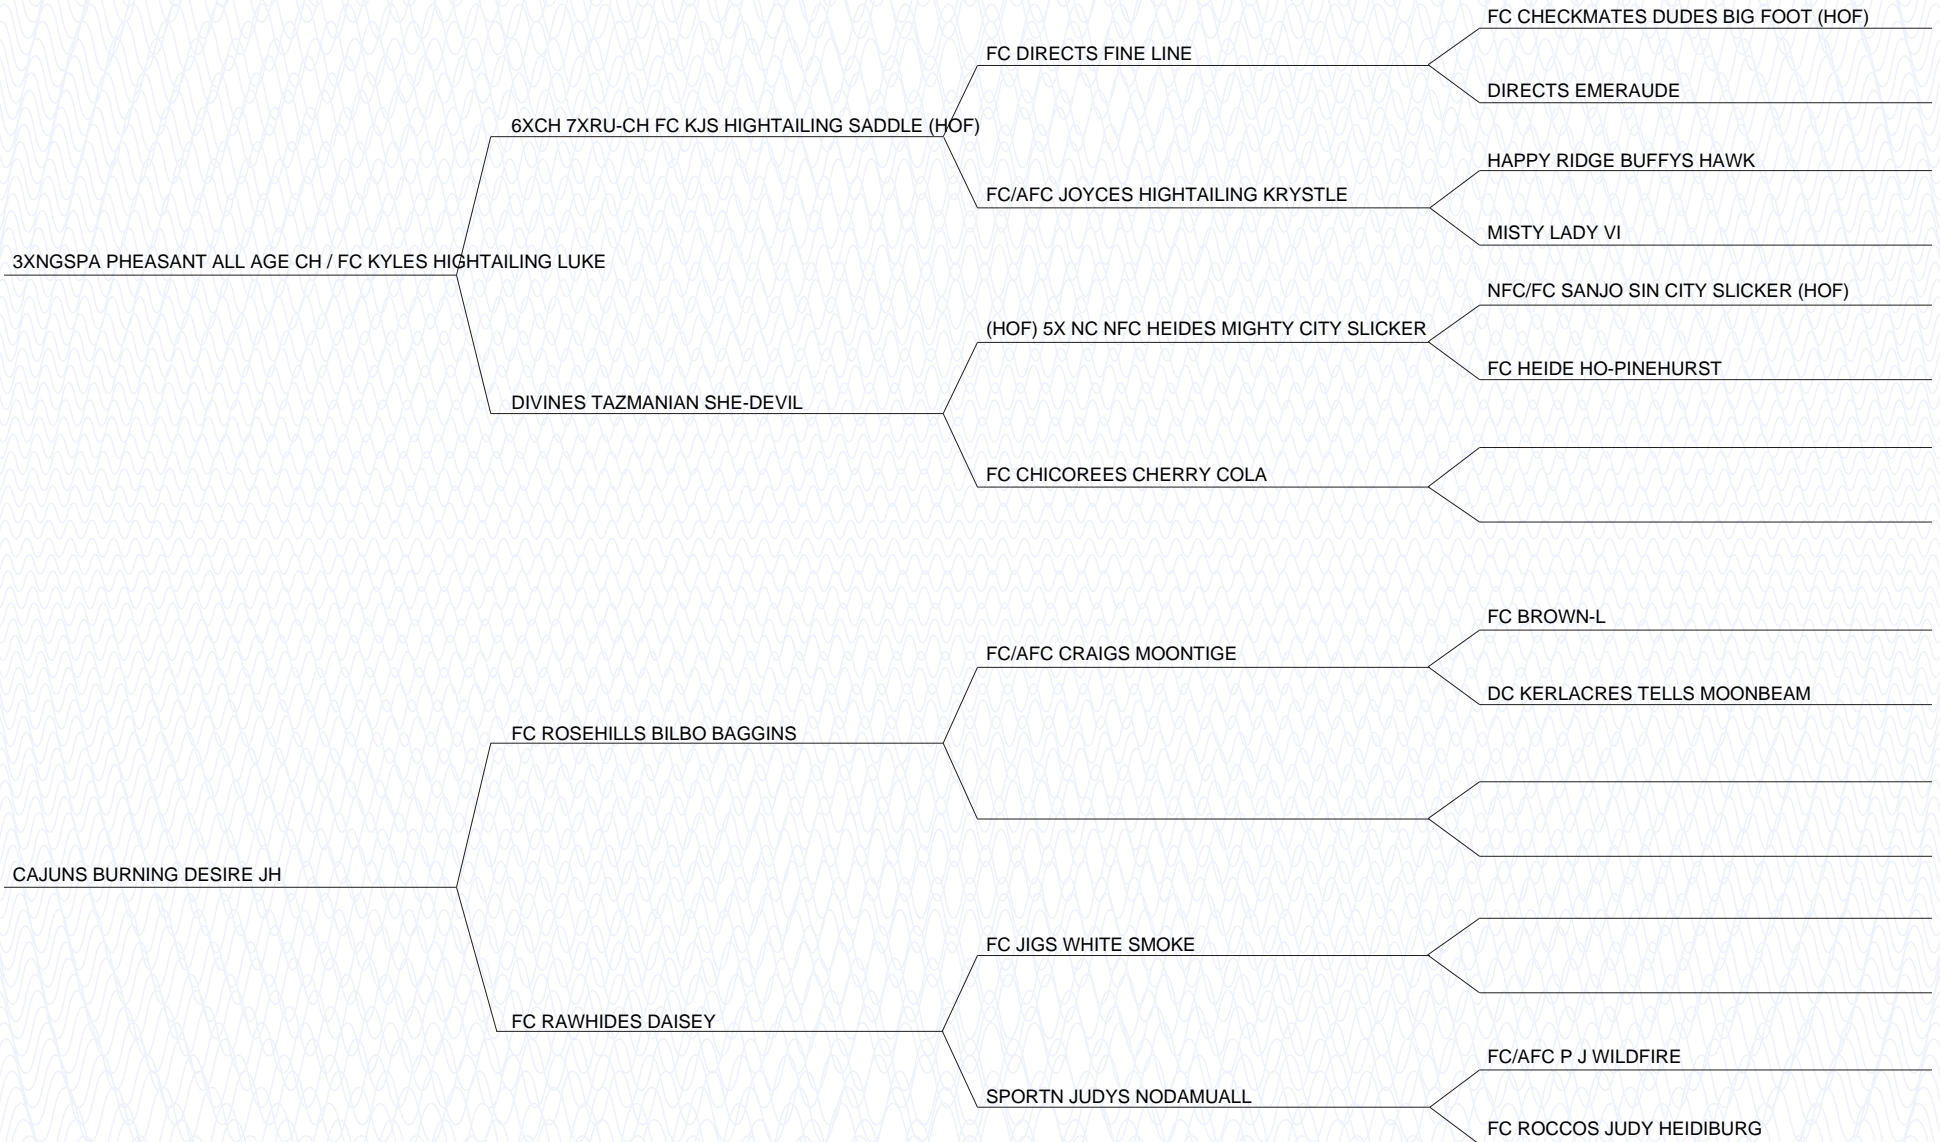 FC CHECKMATES DUDES BIG FOOT (HOF)
FC DIRECTS FINE LINE
DIRECTS EMERAUDE
6XCH 7XRU-CH FC KJS HIGHTAILING SADDLE (HOF)
HAPPY RIDGE BUFFYS HAWK
FC/AFC JOYCES HIGHTAILING KRYSTLE
MISTY LADY VI
3XNGSPA PHEASANT ALL AGE CH / FC KYLES HIGHTAILING LUKE
NFC/FC SANJO SIN CITY SLICKER (HOF)
(HOF) 5X NC NFC HEIDES MIGHTY CITY SLICKER
FC HEIDE HO-PINEHURST
DIVINES TAZMANIAN SHE-DEVIL
FC CHICOREES CHERRY COLA
FC BROWN-L
FC/AFC CRAIGS MOONTIGE
DC KERLACRES TELLS MOONBEAM
FC ROSEHILLS BILBO BAGGINS
CAJUNS BURNING DESIRE JH
FC JIGS WHITE SMOKE
FC RAWHIDES DAISEY
FC/AFC P J WILDFIRE
SPORTN JUDYS NODAMUALL
FC ROCCOS JUDY HEIDIBURG